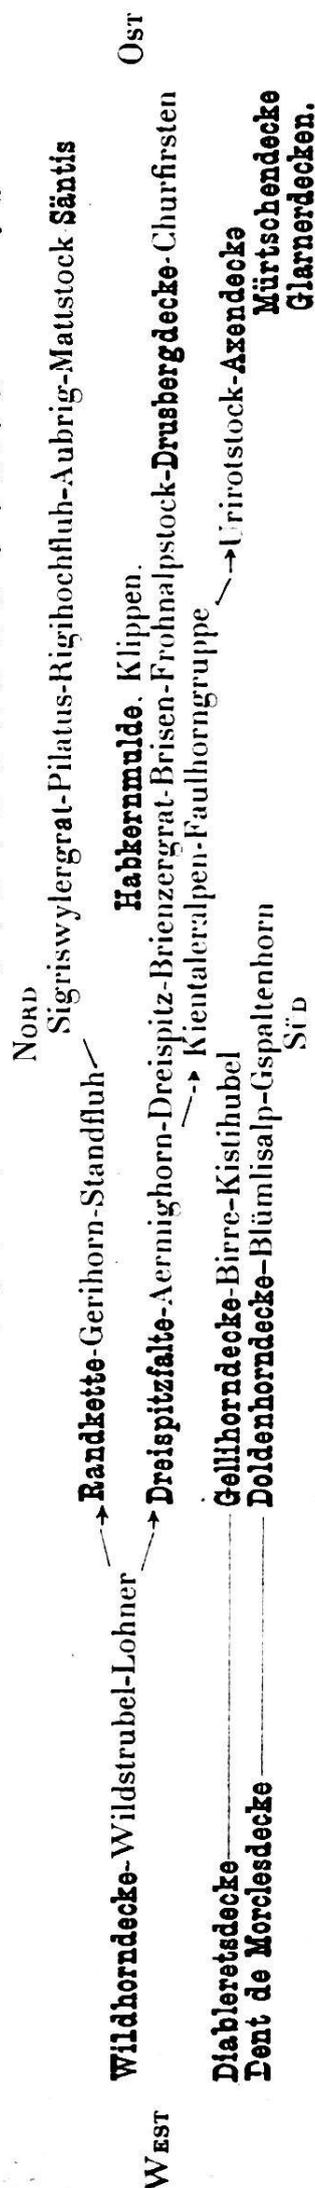 NORD
Sigriswylergrat-Pilatus-Rigihochfluh-Aubrig-Mattstock-Säntis
Randkette-Gerihorn-Standfluh
OST
WEST
Wildhorndecke-Wildstrubel-Lohner
Habkernmulde. Klippen.
Dreispitzfalte-Aermighorn-Dreispitz-Brienzergrat-Brisen-Frohnalpstock-Drusbergdecke-Churfirsten
Kientaleralpen-Faulhorngruppe
Urirotstock-Axendecke
Diableretsdecke
Gellihorndecke-Birre-Kistihubel
Mürtschendecke
Dent de Morclesdecke
Doldenhorndecke-Blümlisalp-Gspaltenhorn
Glarnerdecken.
SÜD